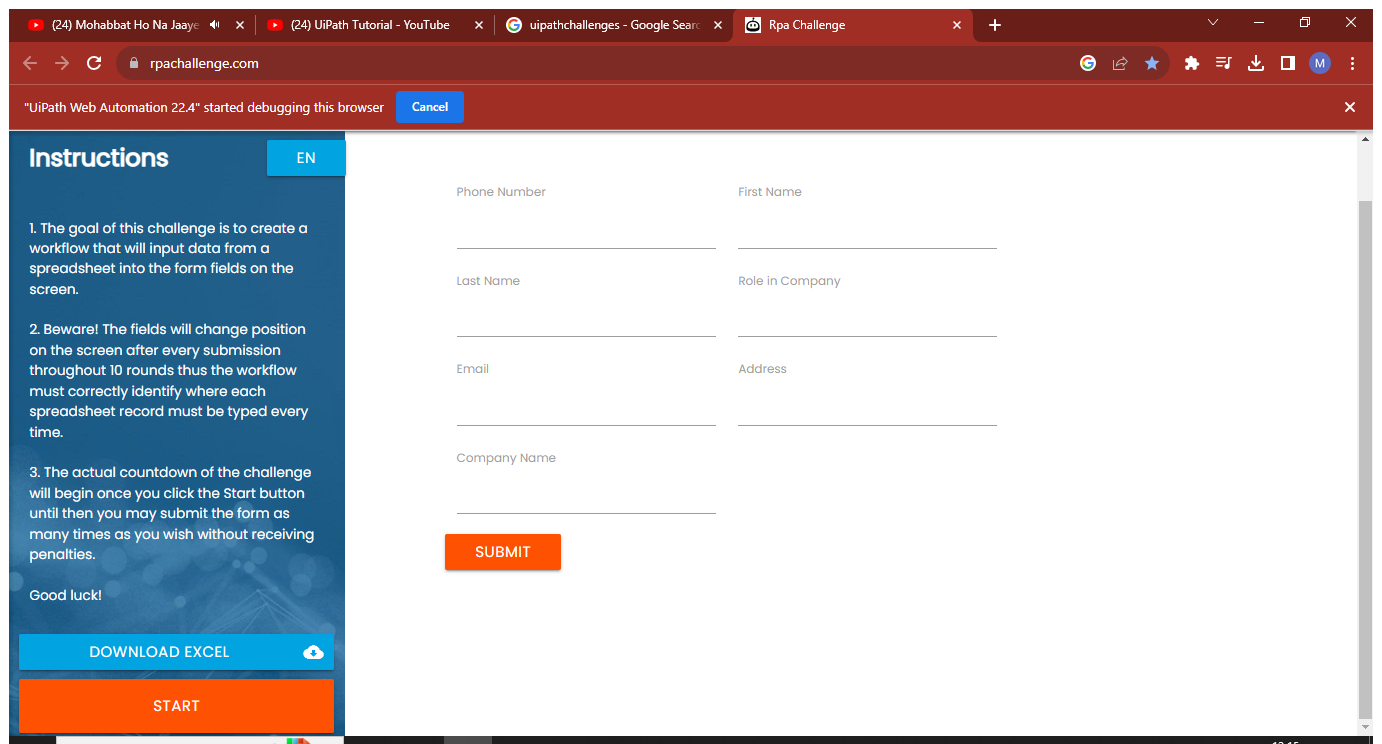 (24) Mohabbat Ho Na Jaaye
(24) UiPath Tutorial - YouTube
uipathchallenges - Google Searc
Rpa Challenge
rpachallenge.com
M
"UiPath Web Automation 22.4" started debugging this browser
Cancel
Instructions
EN
1. The goal of this challenge is to create a
workflow that will input data from a
spreadsheet into the form fields on the
screen.
2. Beware! The fields will change position
on the screen after every submission
throughout 10 rounds thus the workflow
must correctly identify where each
spreadsheet record must be typed every
time.
3. The actual countdown of the challenge
will begin once you click the Start button
until then you may submit the form as
many times as you wish without receiving
penalties.
Good luck!
DOWNLOAD EXCEL
START
Phone Number
First Name
Last Name
Role in Company
Email
Address
Company Name
SUBMIT